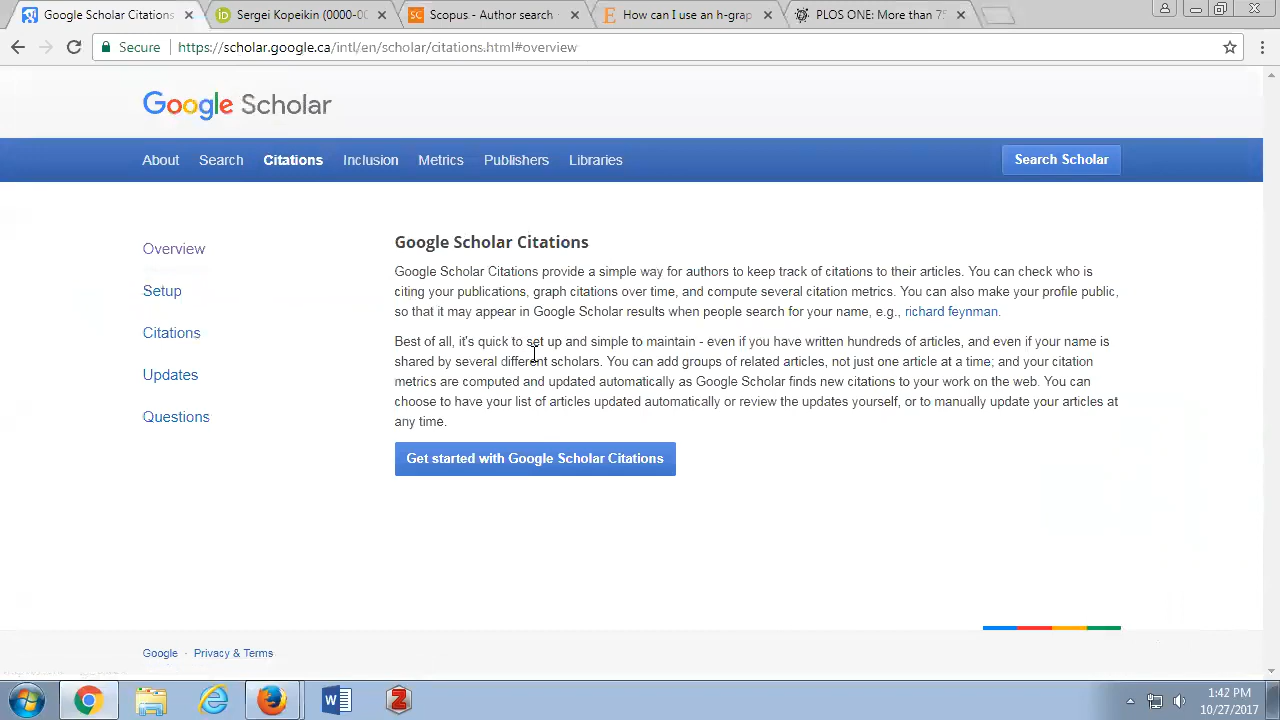 Google Scholar Citations
Sergei Kopeikin (0000-00
Scopus - Author search
How can I use an h-grap
PLOS ONE: More than 75
Secure
https://scholar.google.ca/intl/en/scholar/citations.html#overview
Google Scholar
About Search Citations Inclusion Metrics Publishers Libraries
Search Scholar
Overview
Setup
Citations
Updates
Questions
Google Scholar Citations
Google Scholar Citations provide a simple way for authors to keep track of citations to their articles. You can check who is
citing your publications, graph citations over time, and compute several citation metrics. You can also make your profile public,
so that it may appear in Google Scholar results when people search for your name, e.g., richard feynman.
Best of all, it's quick to set up and simple to maintain - even if you have written hundreds of articles, and even if your name is
shared by several different scholars. You can add groups of related articles, not just one article at a time; and your citation
metrics are computed and updated automatically as Google Scholar finds new citations to your work on the web. You can
choose to have your list of articles updated automatically or review the updates yourself, or to manually update your articles at
any time.
Get started with Google Scholar Citations
Google · Privacy & Terms
1:42 PM
10/27/2017